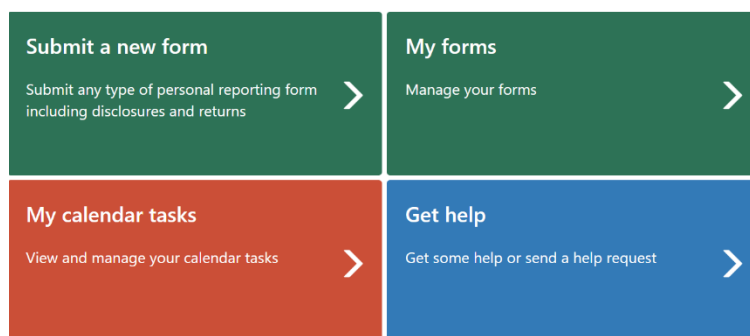 Submit a new form
Submit any type of personal reporting form
including disclosures and returns
My forms
Manage your forms
My calendar tasks
View and manage your calendar tasks
Get help
Get some help or send a help request